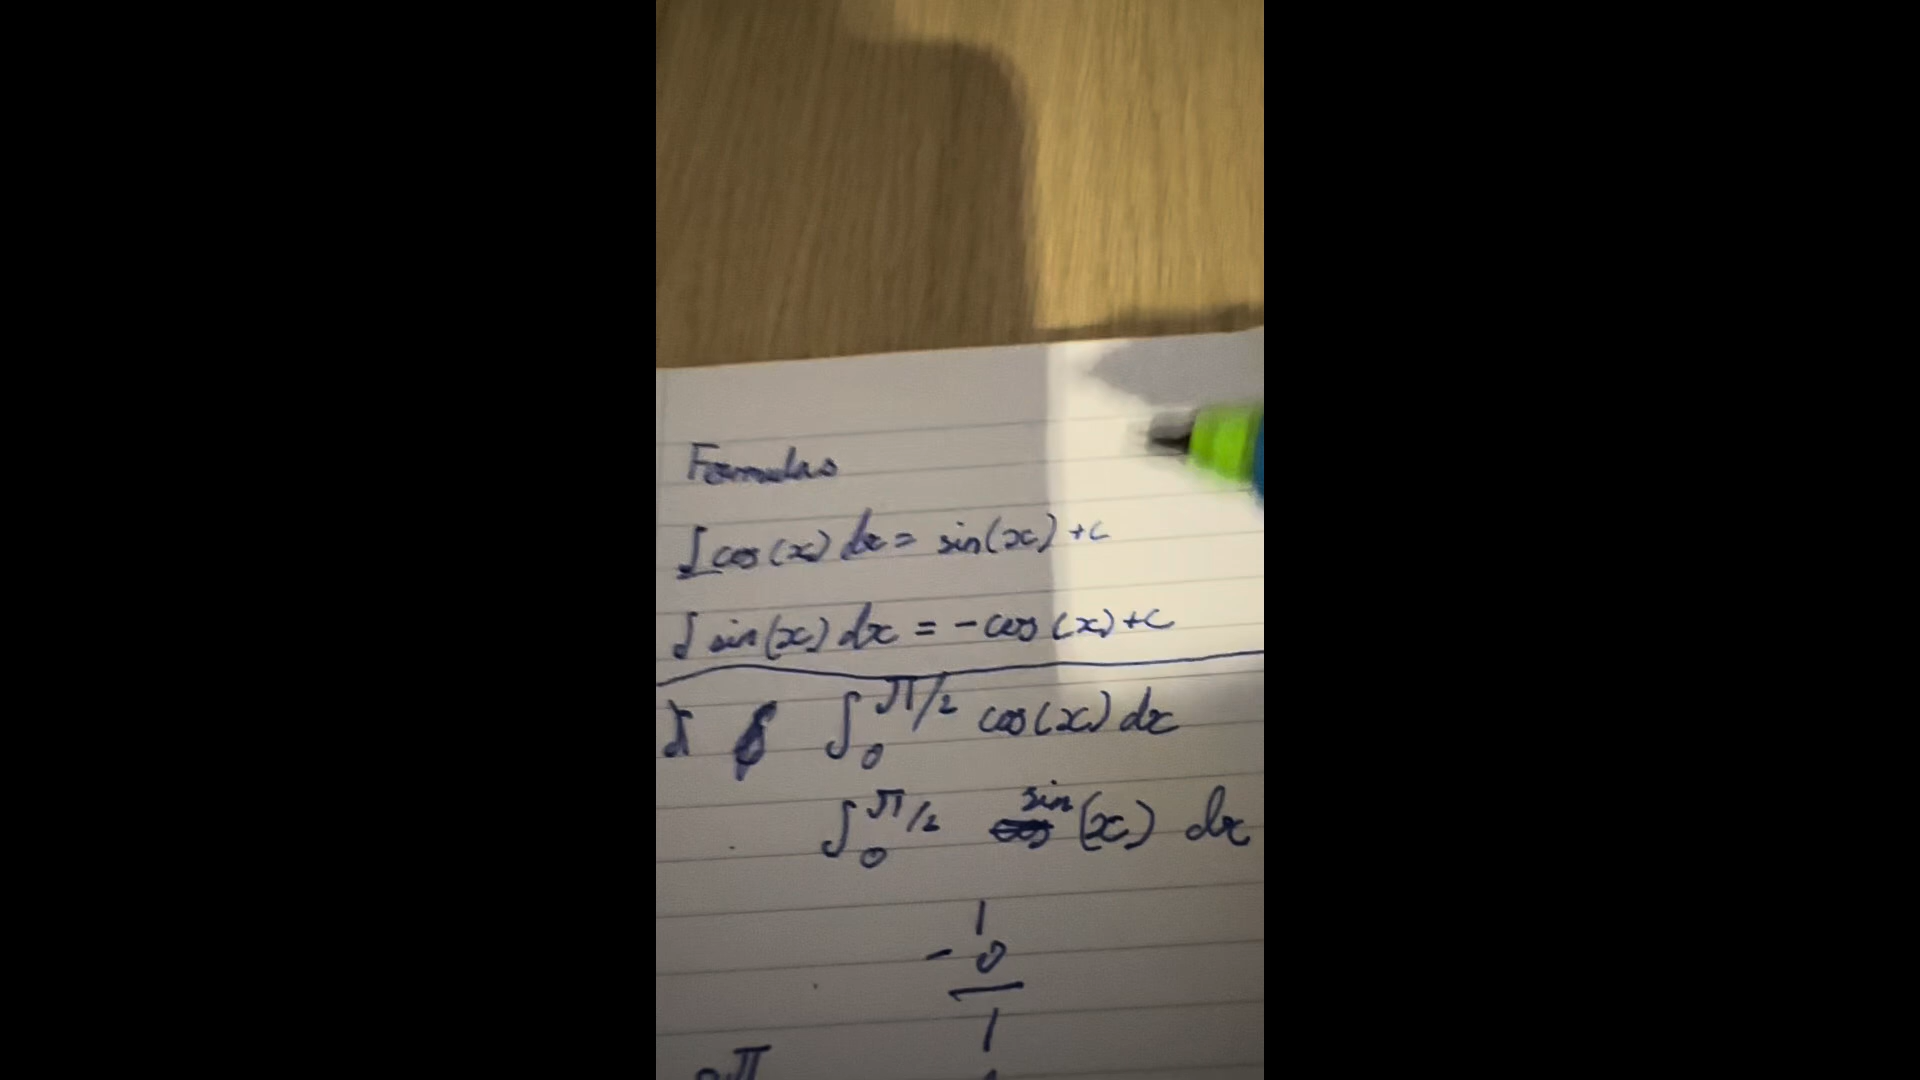 Formulas
∫cos(x) dx = sin(x) + c
∫sin(x) dx = -cos(x) + c
∫₀^π/2 cos(x) dx
∫₀^π/2 sin(x) dx
1
- 0
1
π